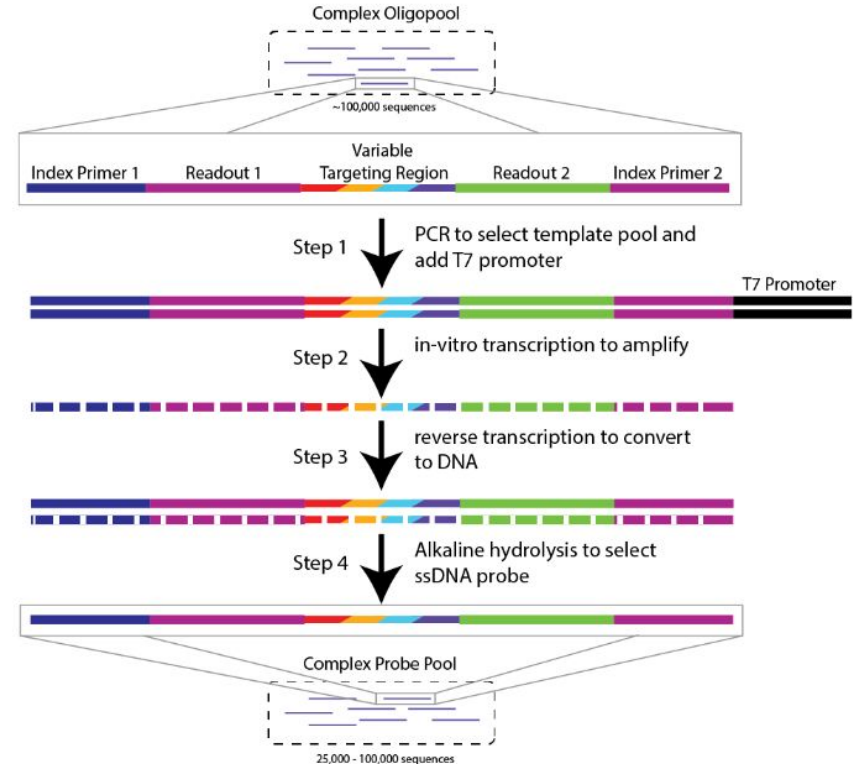 Complex Oligopool
~100,000 sequences
Variable
Index Primer 1 Readout 1 Targeting Region Readout 2 Index Primer 2
Step 1
PCR to select template pool and
add T7 promoter
T7 Promoter
Step 2
in-vitro transcription to amplify
Step 3
reverse transcription to convert
to DNA
Step 4
Alkaline hydrolysis to select
ssDNA probe
Complex Probe Pool
25,000 - 100,000 sequences